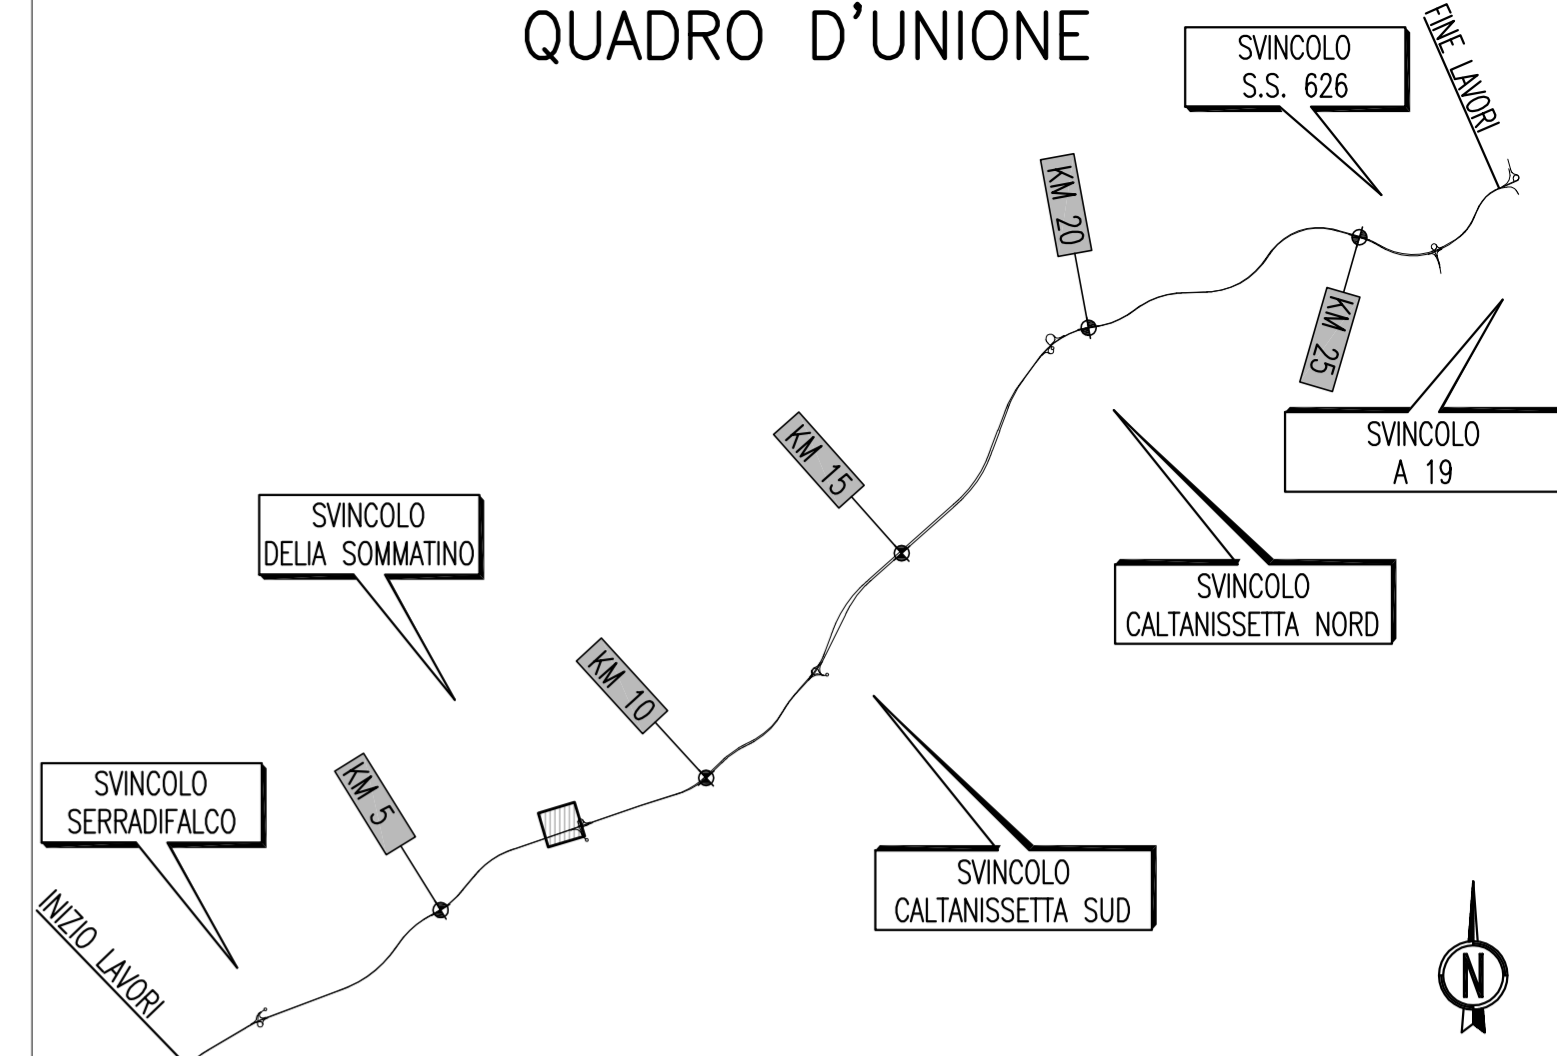 QUADRO D'UNIONE
SVINCOLO
S.S. 626
FINE LAVORI
KM 20
KM 25
SVINCOLO
A 19
KM 15
SVINCOLO
DELIA SOMMATINO
SVINCOLO
CALTANISSETTA NORD
KM 10
SVINCOLO
SERRADIFALCO
KM 5
SVINCOLO
CALTANISSETTA SUD
INIZIO LAVORI
N